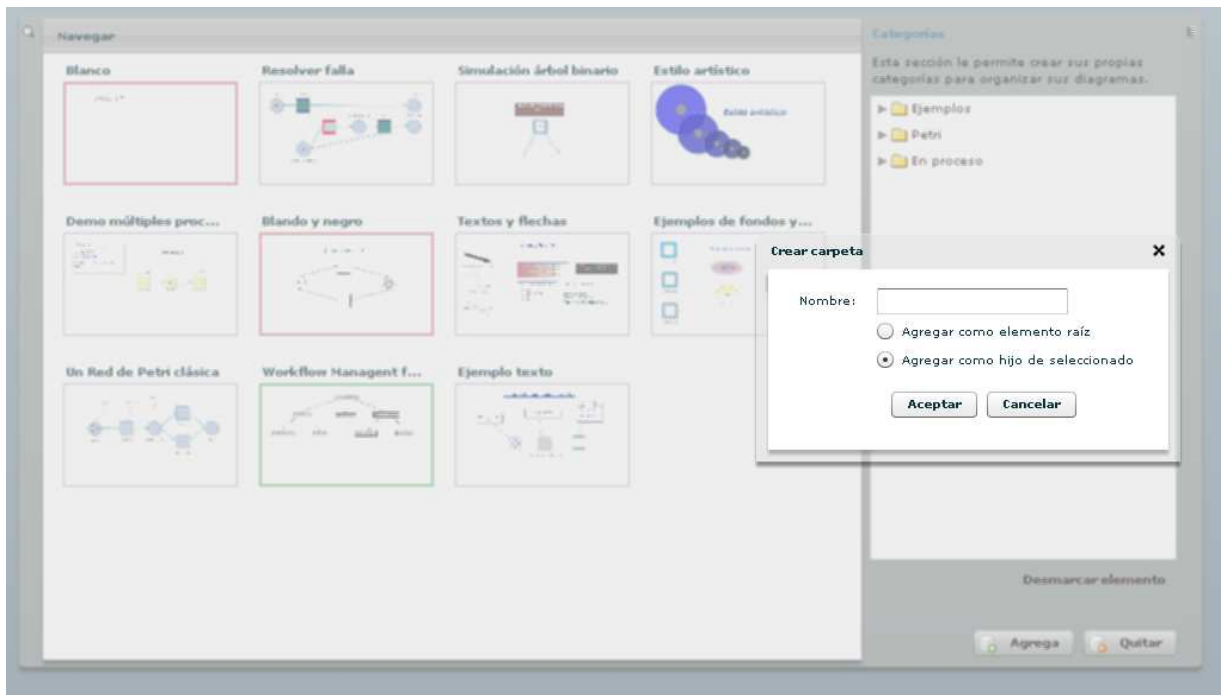 Navegar
Blanco
Resolver falla
Simulación árbol binario
Estilo artístico
Estilo artístico
Demo múltiples proc...
Blando y negro
Textos y flechas
Ejemplos de fondos y...
Un Red de Petri clásica
Workflow Managent f...
Ejemplo texto
Categorías
Esta sección le permite crear sus propias
categorías para organizar sus diagramas.
Ejemplos
Petri
En proceso
Crear carpeta
Nombre:
Agregar como elemento raíz
Agregar como hijo de seleccionado
Aceptar
Cancelar
Desmarcar elemento
Agrega
Quitar